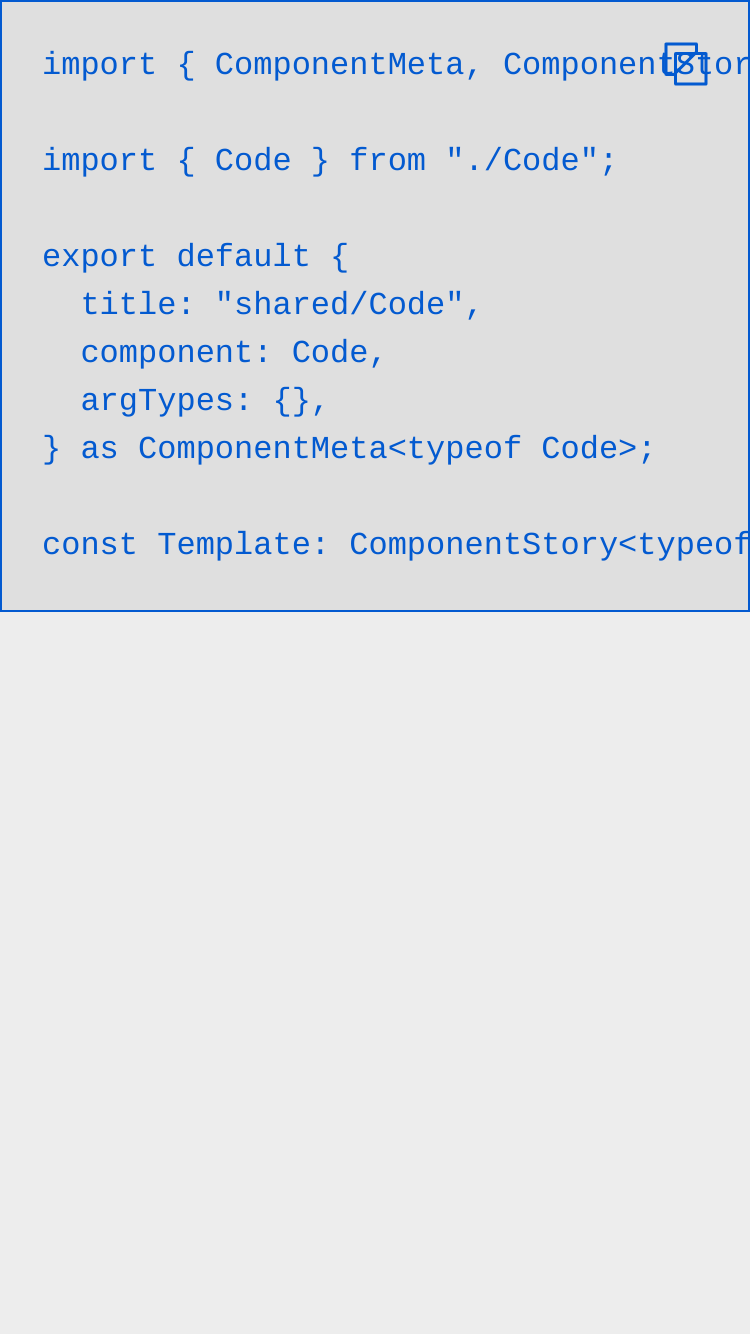 import { ComponentMeta, ComponentStor
import { Code } from "./Code";
export default {
  title: "shared/Code",
  component: Code,
  argTypes: {},
} as ComponentMeta<typeof Code>;
const Template: ComponentStory<typeof